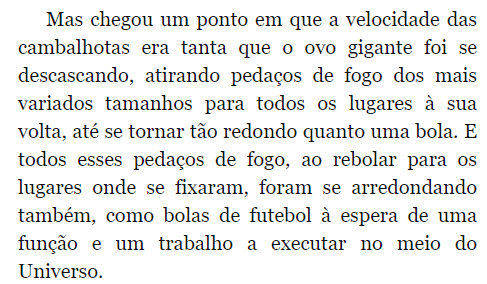 Mas chegou um ponto em que a velocidade das
cambalhotas era tanta que o ovo gigante foi se
descascando, atirando pedaços de fogo dos mais
variados tamanhos para todos os lugares à sua
volta, até se tornar tão redondo quanto uma bola. E
todos esses pedaços de fogo, ao rebolar para os
lugares onde se fixaram, foram se arredondando
também, como bolas de futebol à espera de uma
função e um trabalho a executar no meio do
Universo.